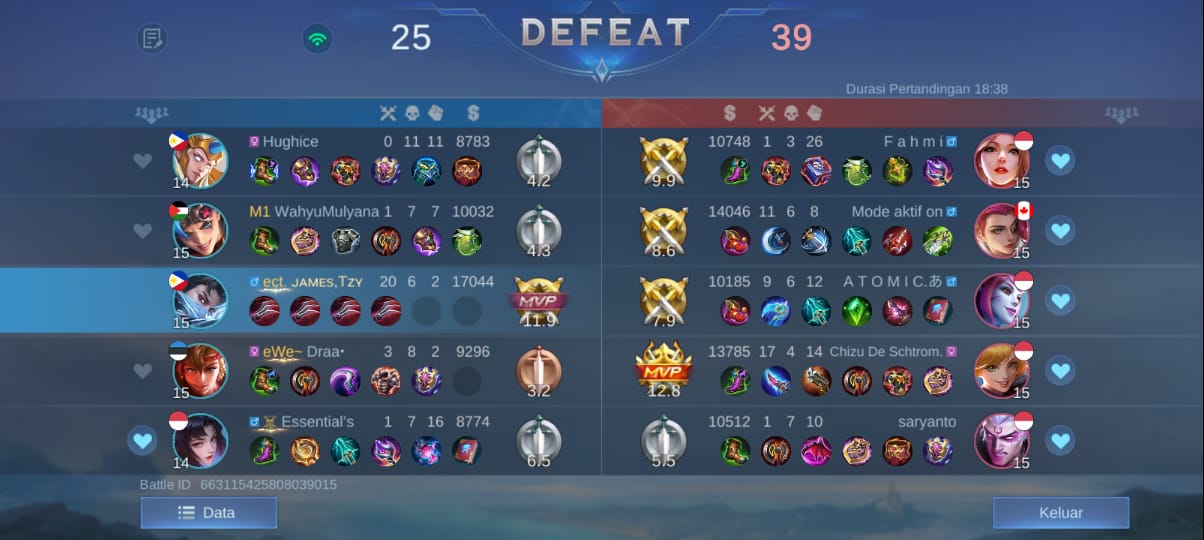 25 DEFEAT 39
Durasi Pertandingan 18:38
Hughice 0 11 11 8783
14 4.2
9.9 10748 1 3 26 F a h m i
15
M1 WahyuMulyana 1 7 7 10032
15 4.3
8.6 14046 11 6 8 Mode aktif on
15
ect. ᴊᴀᴍᴇs,Tᴢʏ 20 6 2 17044
15 MVP 11.9
7.9 10185 9 6 12 A T O M I C.あ
15
eWe~ Draa• 3 8 2 9296
15 3.2
MVP 12.8 13785 17 4 14 Chizu De Schtrom.
15
Essential's 1 7 16 8774
14 6.5
5.5 10512 1 7 10 saryanto
15
Battle ID 663115425808039015
Data Keluar